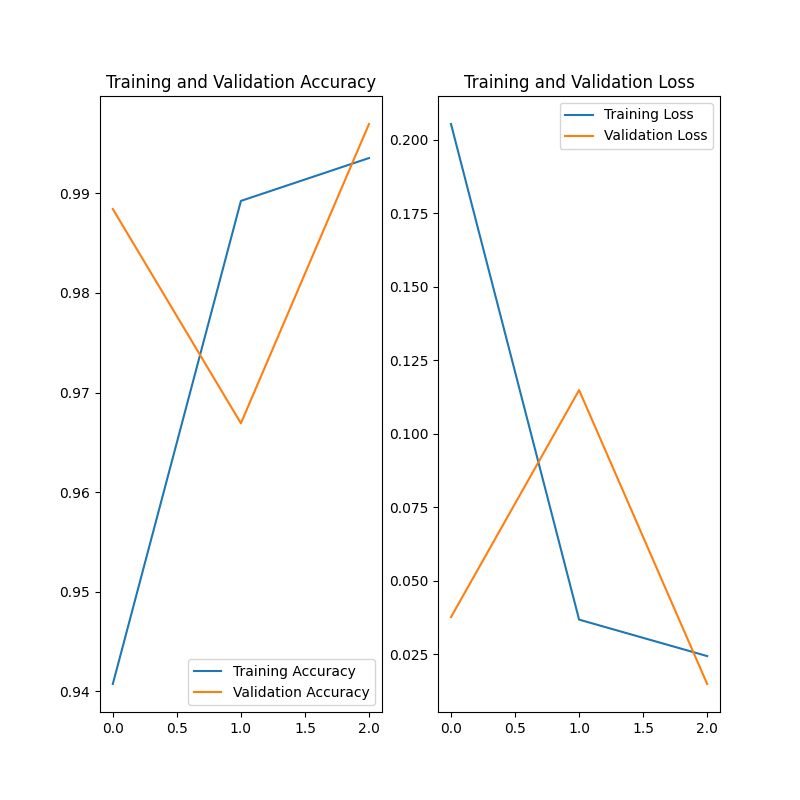 Training and Validation Accuracy
0.99
0.98
0.97
0.96
0.95
0.94
Training Accuracy
Validation Accuracy
0.0 0.5 1.0 1.5 2.0
Training and Validation Loss
Training Loss
Validation Loss
0.200
0.175
0.150
0.125
0.100
0.075
0.050
0.025
0.0 0.5 1.0 1.5 2.0